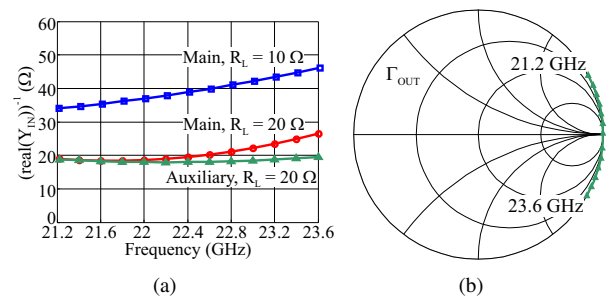 (a)
60
50
40
30
20
10
0
(real(Y_IN))^-1 (Ω)
Main, R_L = 10 Ω
Main, R_L = 20 Ω
Auxiliary, R_L = 20 Ω
21.2 21.6 22.0 22.4 22.8 23.2 23.6
Frequency (GHz)
(a)
(b)
21.2 GHz
Γ_OUT
23.6 GHz
(b)